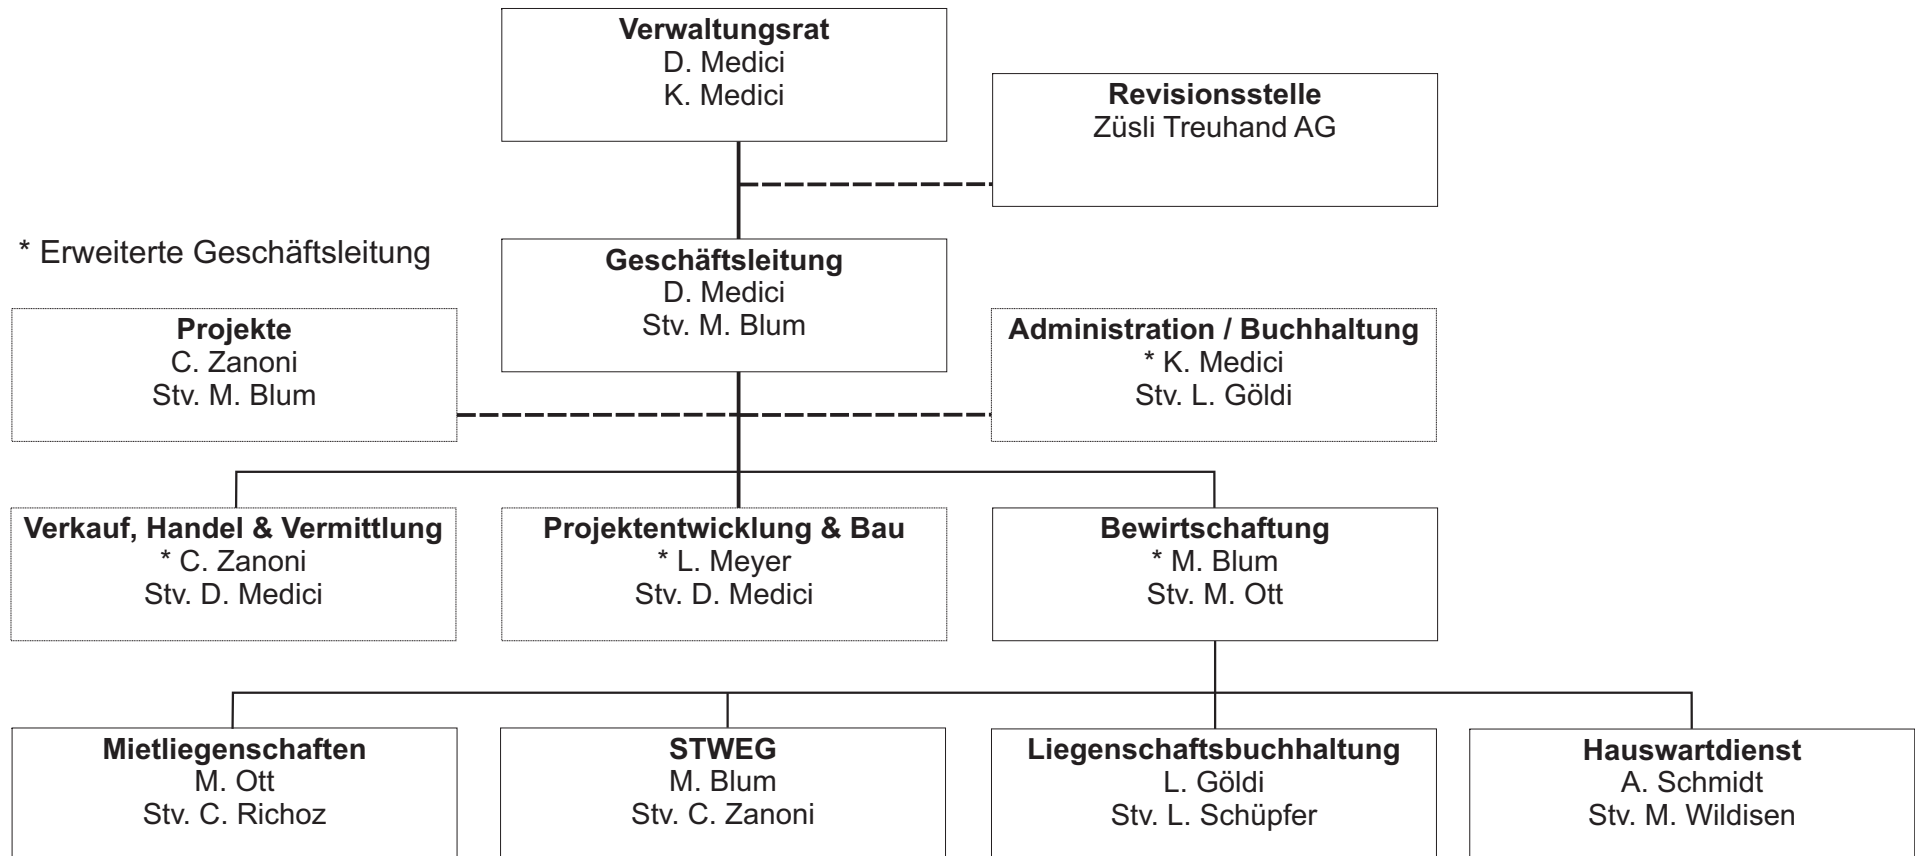 Verwaltungsrat
D. Medici
K. Medici
Revisionsstelle
Züsli Treuhand AG
* Erweiterte Geschäftsleitung
Geschäftsleitung
D. Medici
Stv. M. Blum
Projekte
C. Zanoni
Stv. M. Blum
Administration / Buchhaltung
* K. Medici
Stv. L. Göldi
Verkauf, Handel & Vermittlung
* C. Zanoni
Stv. D. Medici
Projektentwicklung & Bau
* L. Meyer
Stv. D. Medici
Bewirtschaftung
* M. Blum
Stv. M. Ott
Mietliegenschaften
M. Ott
Stv. C. Richoz
STWEG
M. Blum
Stv. C. Zanoni
Liegenschaftsbuchhaltung
L. Göldi
Stv. L. Schüpfer
Hauswartdienst
A. Schmidt
Stv. M. Wildisen